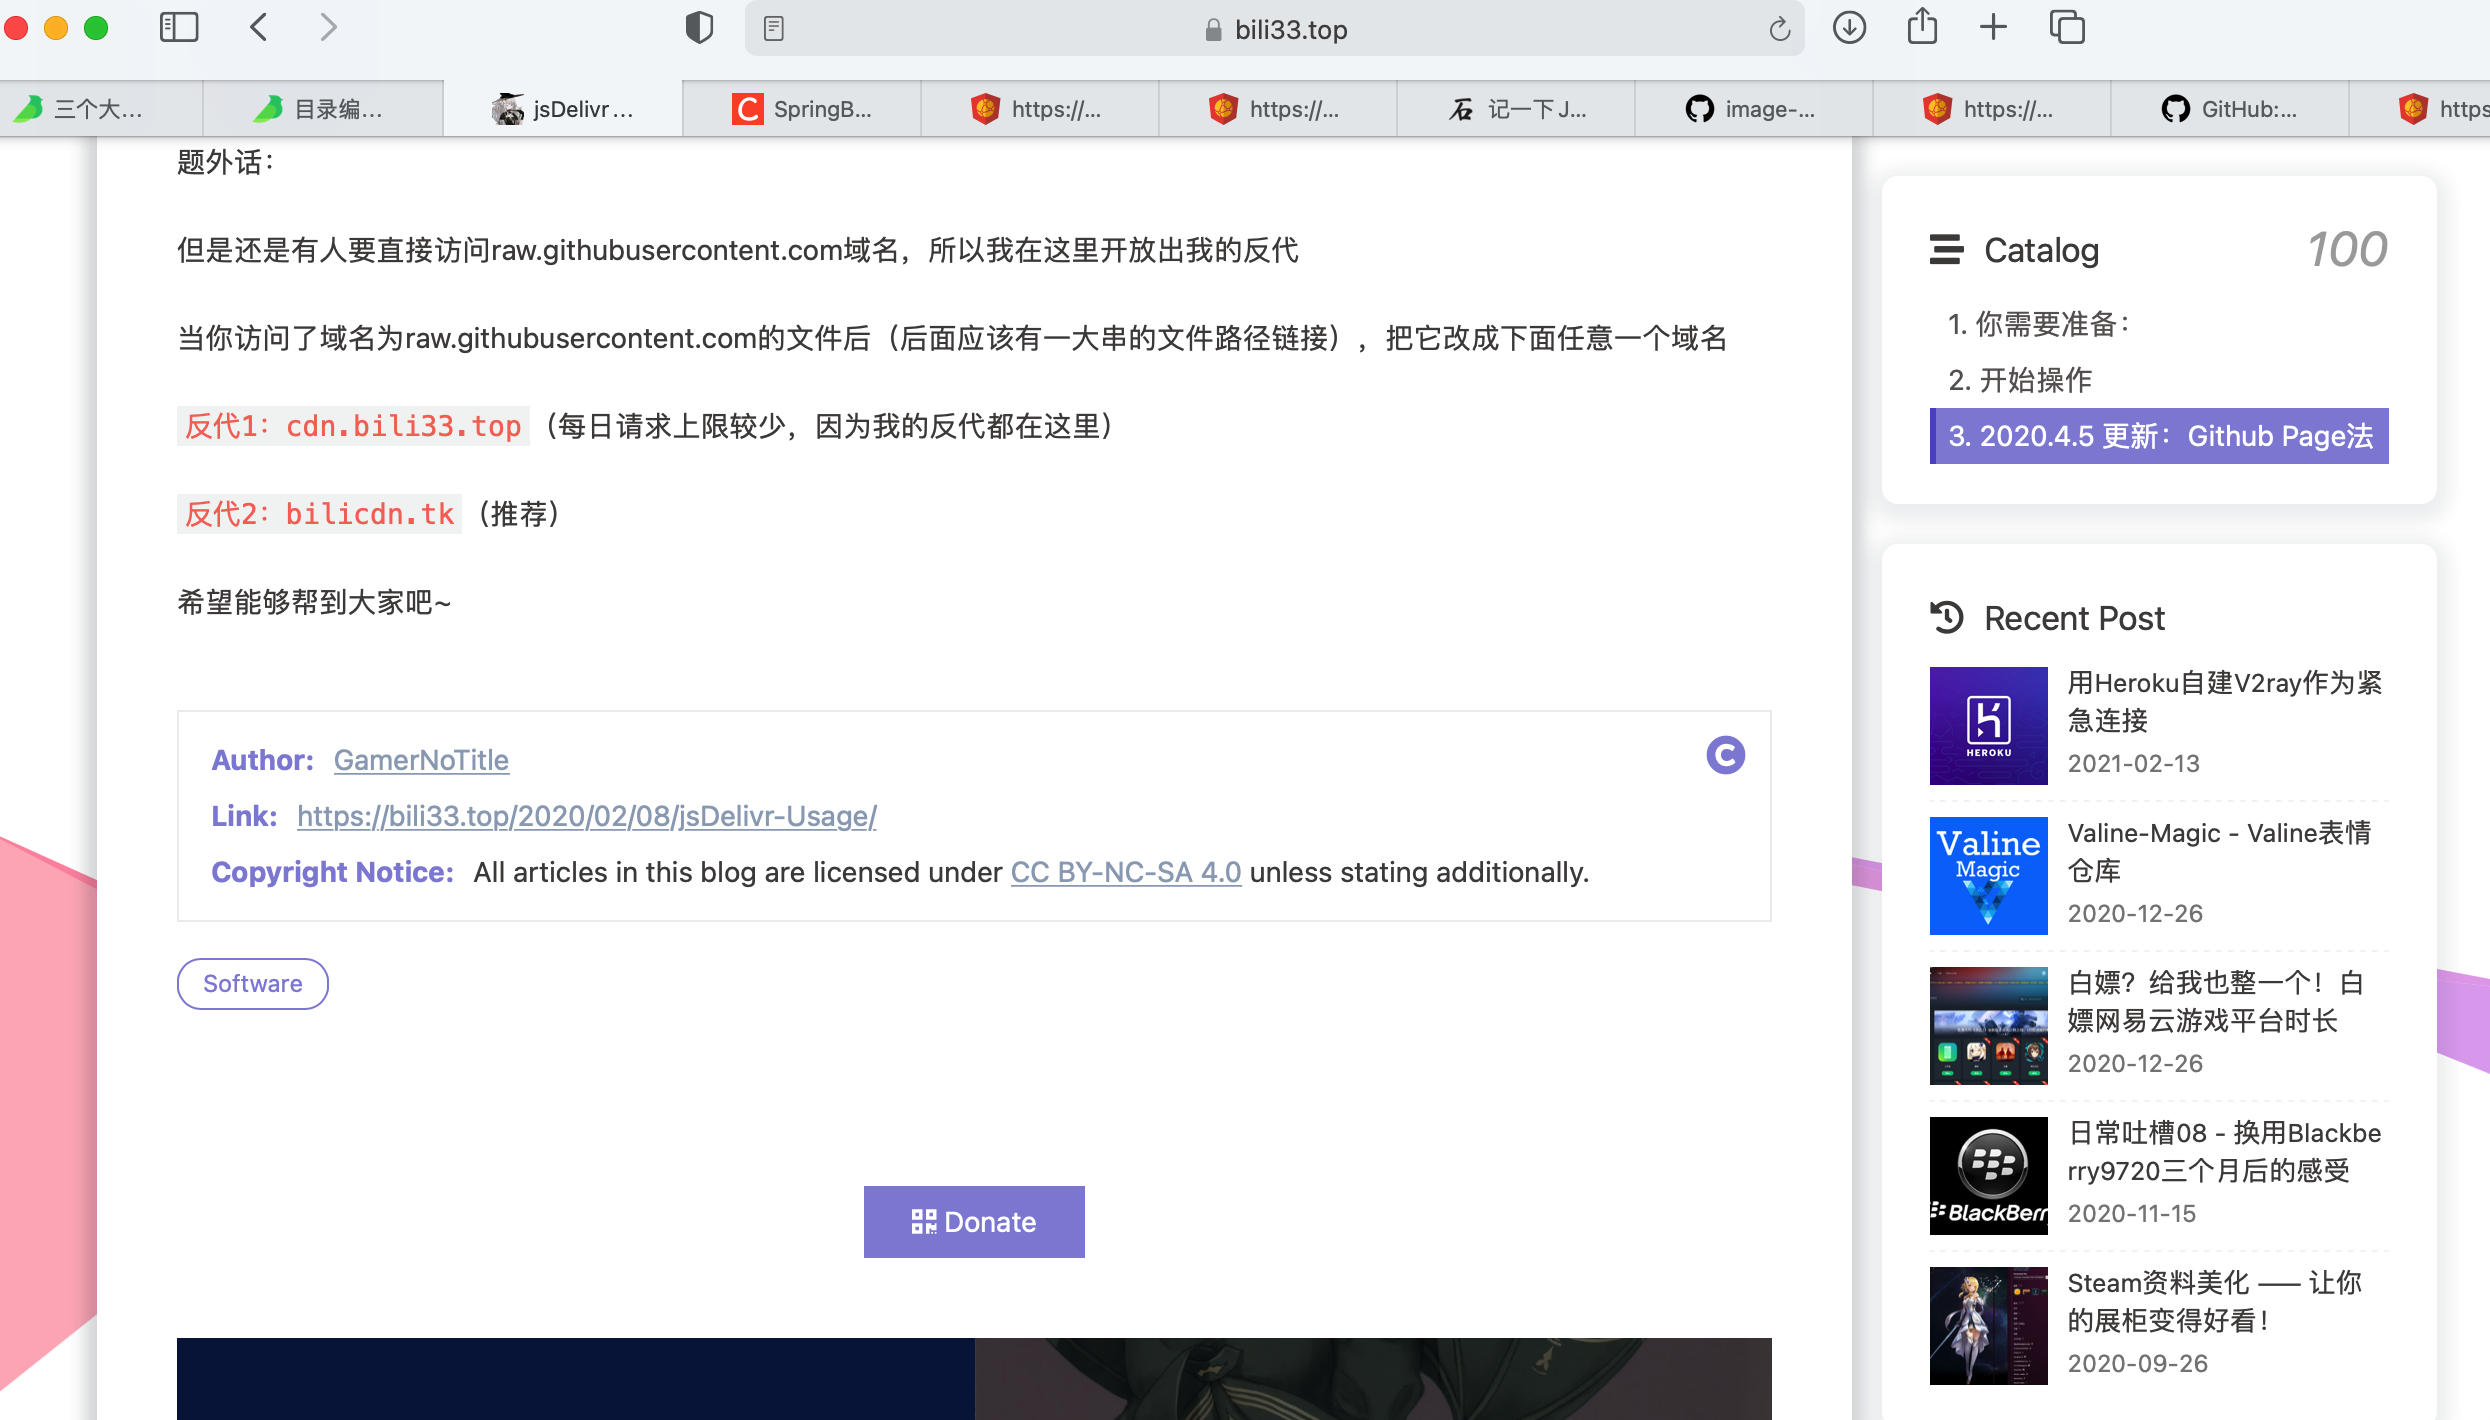 bili33.top
三个大...
目录编...
jsDelivr ...
SpringB...
https://...
https://...
记一下 J...
image-...
https://...
GitHub:...
https
题外话：
但是还是有人要直接访问raw.githubusercontent.com域名，所以我在这里开放出我的反代
当你访问了域名为raw.githubusercontent.com的文件后（后面应该有一大串的文件路径链接），把它改成下面任意一个域名
反代1：cdn.bili33.top（每日请求上限较少，因为我的反代都在这里）
反代2：bilicdn.tk（推荐）
希望能够帮到大家吧~
Author: GamerNoTitle
Link: https://bili33.top/2020/02/08/jsDelivr-Usage/
Copyright Notice: All articles in this blog are licensed under CC BY-NC-SA 4.0 unless stating additionally.
Software
Donate
Catalog 100
1. 你需要准备：
2. 开始操作
3. 2020.4.5 更新：Github Page法
Recent Post
HEROKU
用Heroku自建V2ray作为紧
急连接
2021-02-13
Valine
Magic
Valine-Magic - Valine表情
仓库
2020-12-26
白嫖？给我也整一个！白
嫖网易云游戏平台时长
2020-12-26
BlackBerr
日常吐槽08 - 换用Blackbe
rry9720三个月后的感受
2020-11-15
Steam资料美化 —— 让你
的展柜变得好看！
2020-09-26